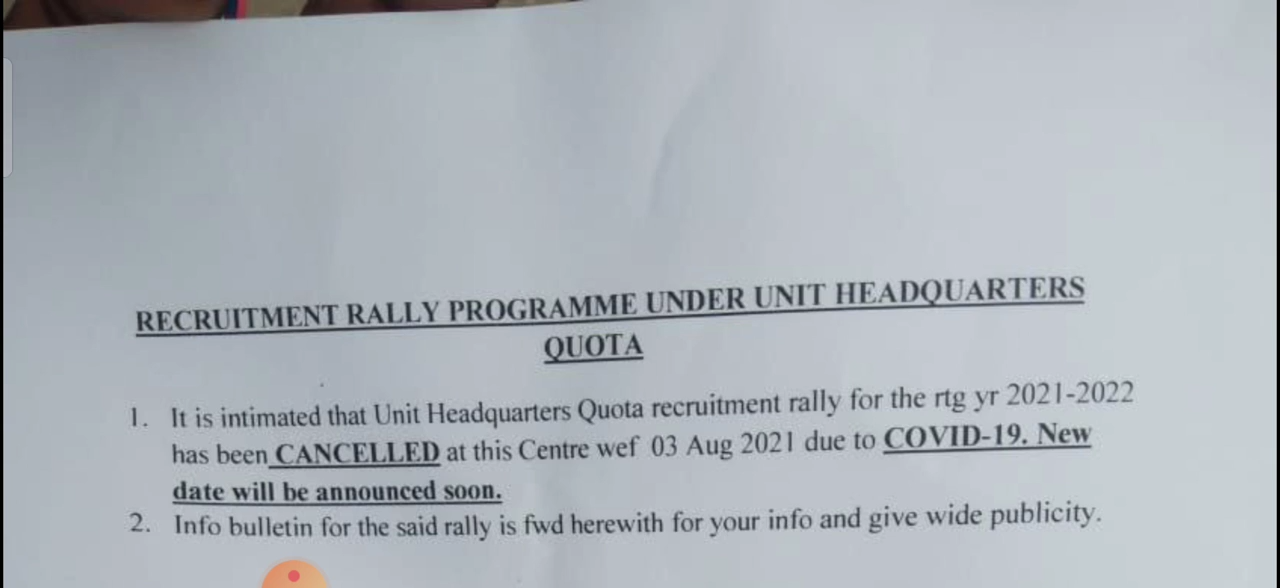 RECRUITMENT RALLY PROGRAMME UNDER UNIT HEADQUARTERS
QUOTA
1. It is intimated that Unit Headquarters Quota recruitment rally for the rtg yr 2021-2022
has been CANCELLED at this Centre wef 03 Aug 2021 due to COVID-19. New
date will be announced soon.
2. Info bulletin for the said rally is fwd herewith for your info and give wide publicity.